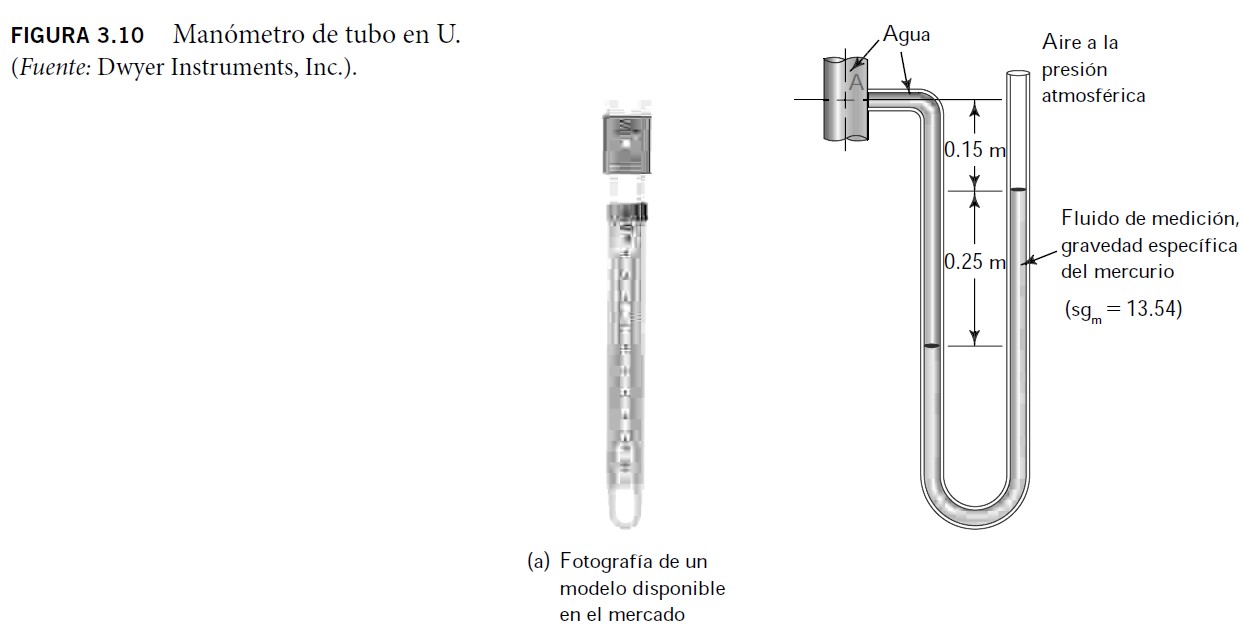 FIGURA 3.10 Manómetro de tubo en U.
(Fuente: Dwyer Instruments, Inc.).
Agua
A
Aire a la
presión
atmosférica
0.15 m
0.25 m
Fluido de medición,
gravedad específica
del mercurio
(sgm = 13.54)
(a) Fotografía de un
modelo disponible
en el mercado